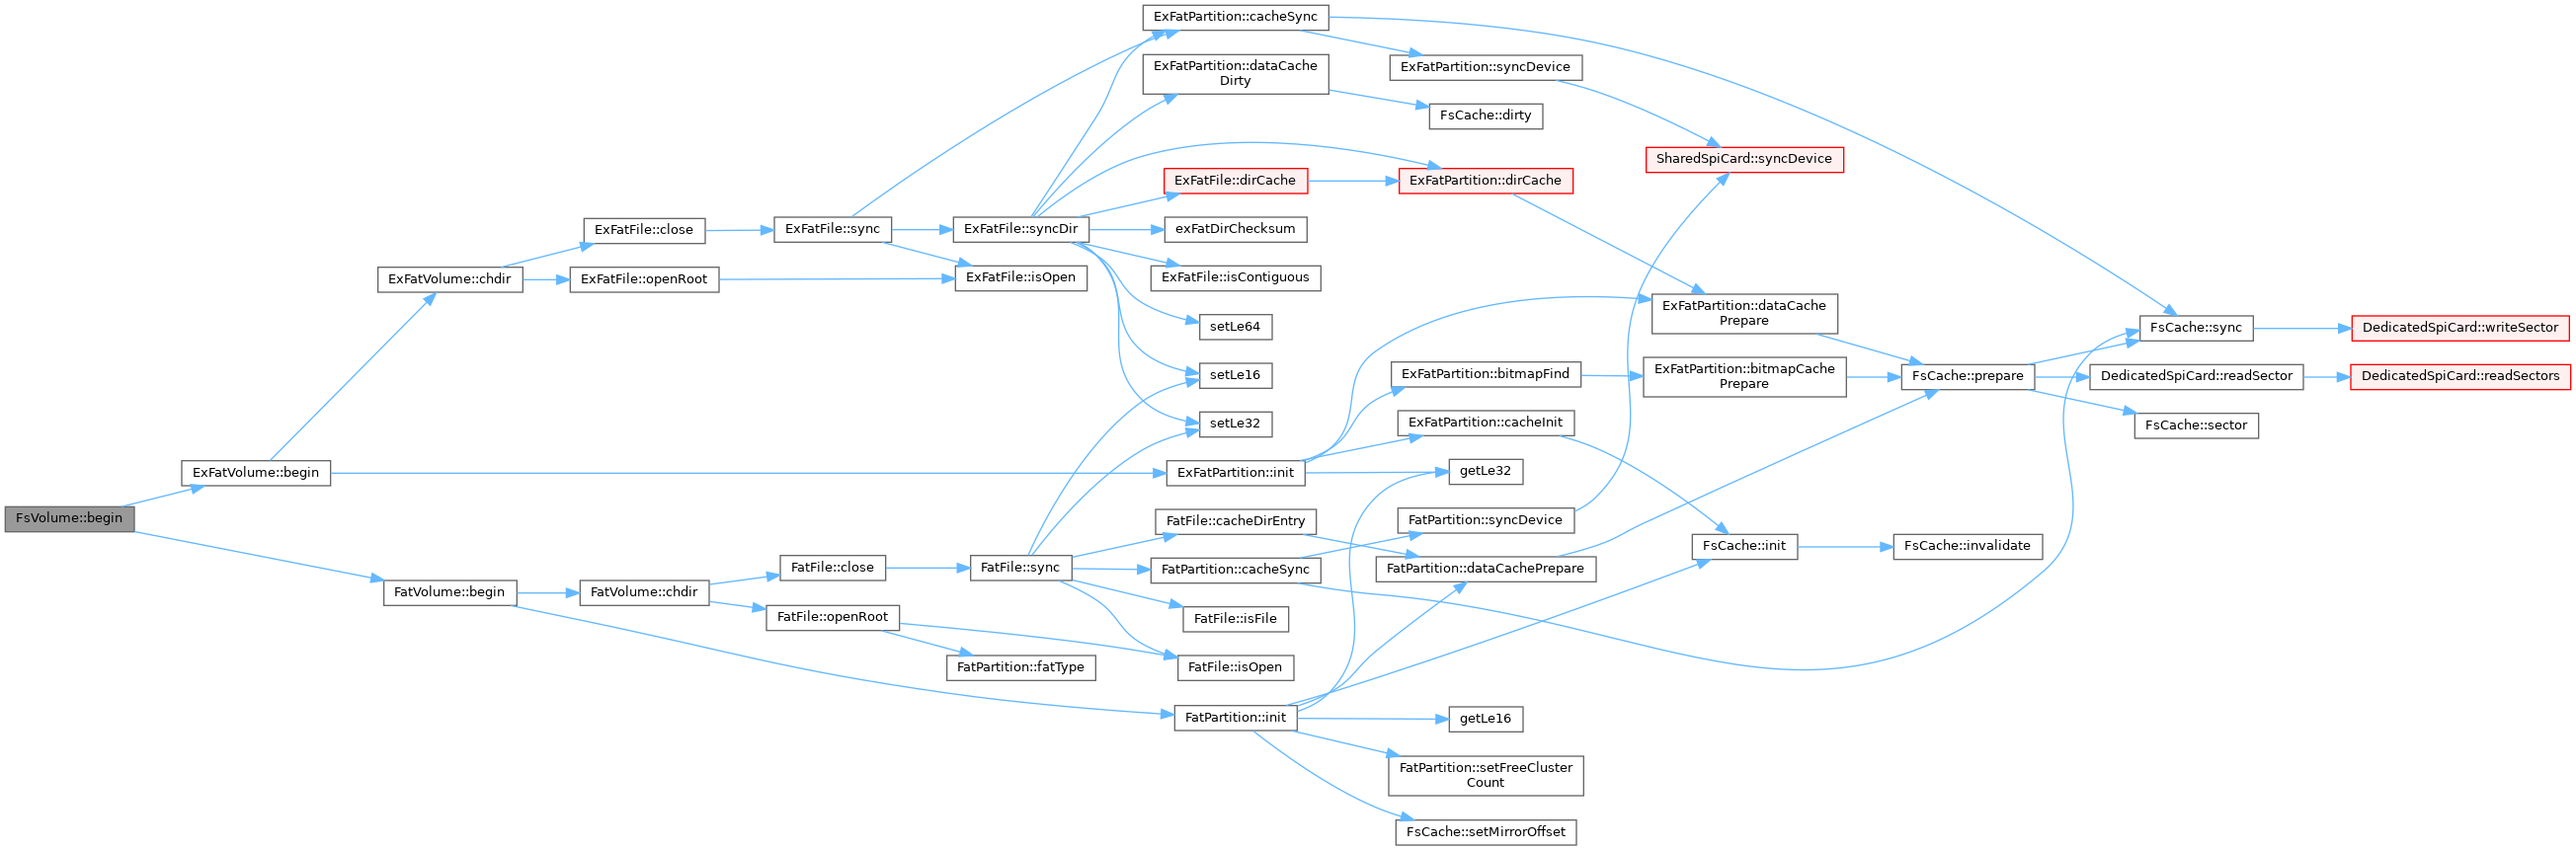 FsVolume::begin
ExFatVolume::begin
FatVolume::begin
ExFatVolume::chdir
ExFatFile::close
ExFatFile::openRoot
ExFatFile::sync
ExFatFile::syncDir
ExFatFile::isOpen
ExFatPartition::cacheSync
ExFatPartition::dataCache
Dirty
ExFatFile::dirCache
exFatDirChecksum
ExFatFile::isContiguous
setLe64
setLe16
setLe32
ExFatPartition::init
ExFatPartition::syncDevice
FsCache::dirty
ExFatPartition::dirCache
SharedSpiCard::syncDevice
ExFatPartition::dataCache
Prepare
ExFatPartition::bitmapFind
ExFatPartition::bitmapCache
Prepare
ExFatPartition::cacheInit
getLe32
FsCache::prepare
FsCache::sync
DedicatedSpiCard::writeSector
DedicatedSpiCard::readSector
DedicatedSpiCard::readSectors
FsCache::sector
FatVolume::chdir
FatFile::close
FatFile::openRoot
FatFile::sync
FatPartition::fatType
FatFile::cacheDirEntry
FatPartition::cacheSync
FatFile::isFile
FatFile::isOpen
FatPartition::init
FatPartition::syncDevice
FatPartition::dataCachePrepare
FsCache::init
FsCache::invalidate
getLe16
FatPartition::setFreeCluster
Count
FsCache::setMirrorOffset